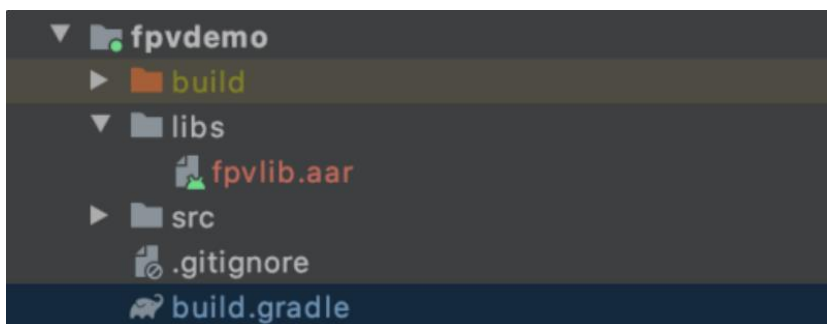 fpvdemo
build
libs
fpvlib.aar
src
.gitignore
build.gradle